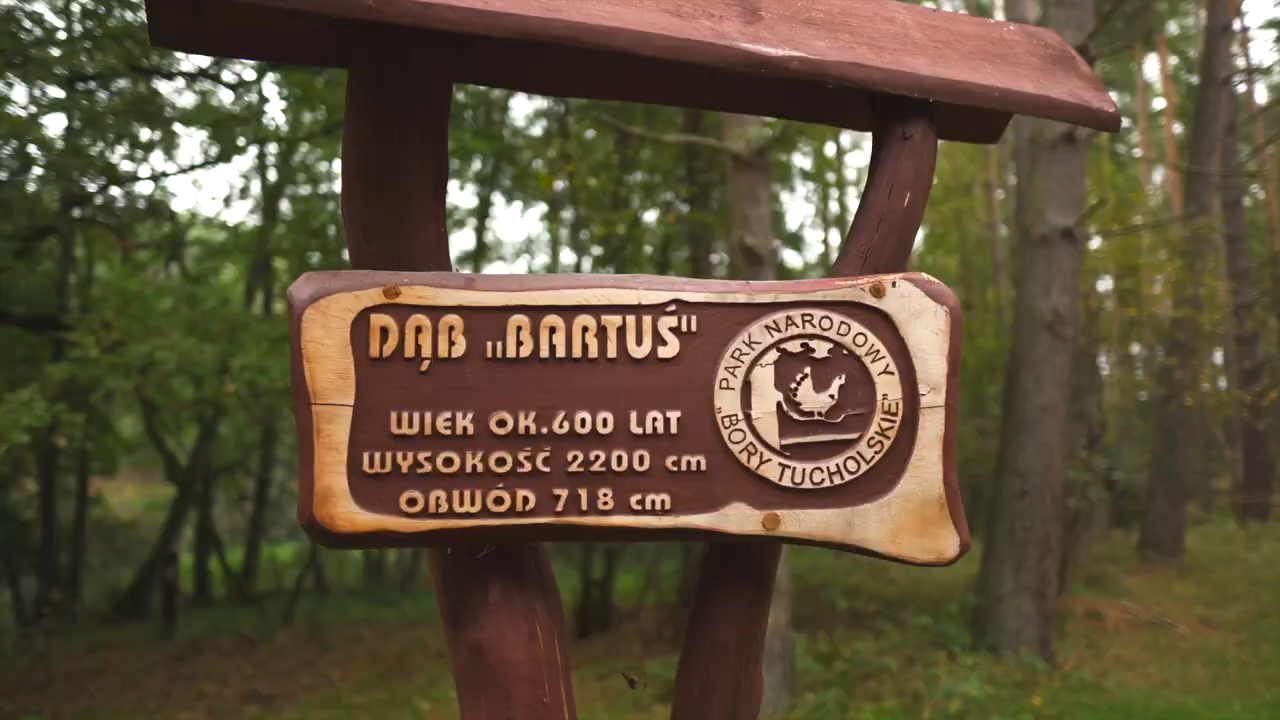 DĄB „BARTUŚ"
WIEK OK.600 LAT
WYSOKOŚĆ 2200 cm
OBWÓD 718 cm
PARK NARODOWY
"BORY TUCHOLSKIE"